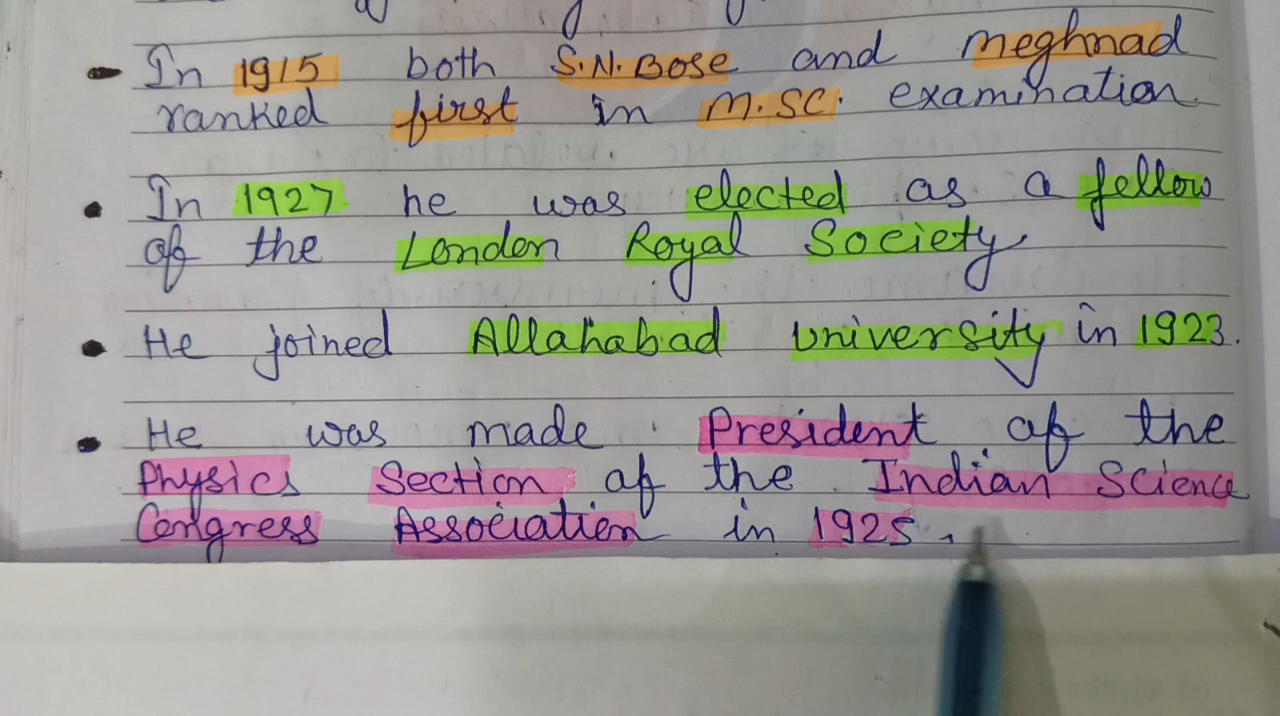 In 1915 both S.N. Bose and Meghnad
ranked first in M.SC. examination.
In 1927 he was elected as a fellow
of the London Royal Society
He joined Allahabad University in 1923.
He was made President of the
Physics Section of the Indian Science
Congress Association in 1925.